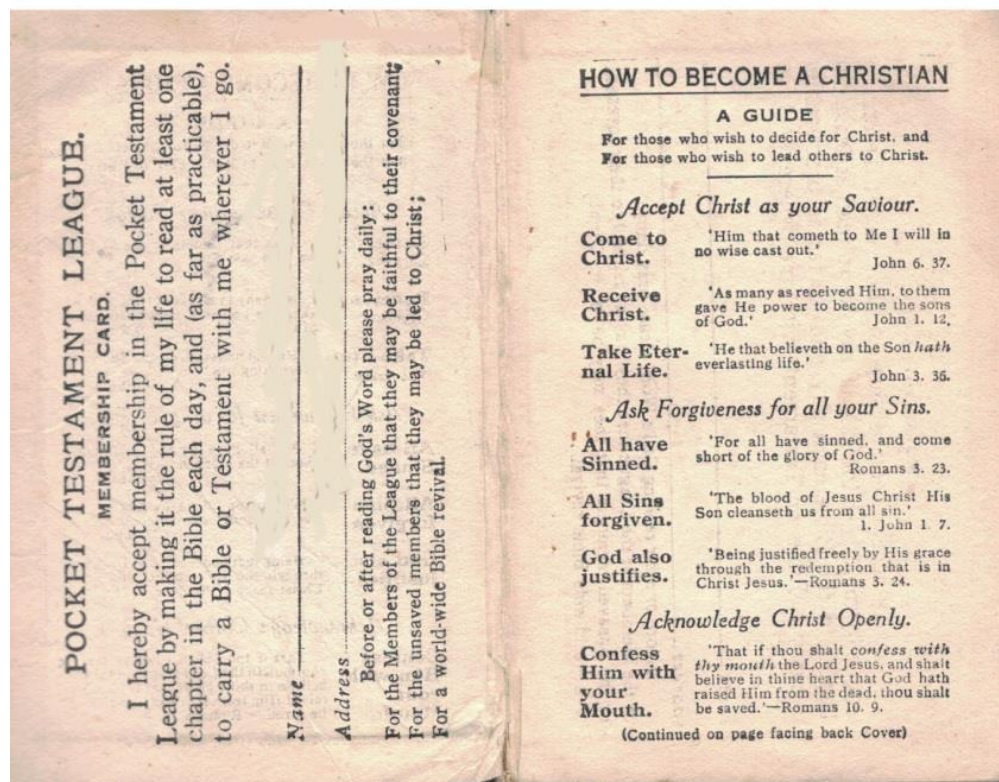 POCKET TESTAMENT LEAGUE.
MEMBERSHIP CARD.
I hereby accept membership in the Pocket Testament
League by making it the rule of my life to read at least one
chapter in the Bible each day, and (as far as practicable),
to carry a Bible or Testament with me wherever I go.
Name
Address
Before or after reading God's Word please pray daily:
For the Members of the League that they may be faithful to their covenant;
For the unsaved members that they may be led to Christ;
For a world-wide Bible revival.
HOW TO BECOME A CHRISTIAN
A GUIDE
For those who wish to decide for Christ, and
For those who wish to lead others to Christ.
Accept Christ as your Saviour.
Come to
Christ.
'Him that cometh to Me I will in
no wise cast out.'
John 6. 37.
Receive
Christ.
'As many as received Him, to them
gave He power to become the sons
of God.' John 1. 12.
Take Eter-
nal Life.
'He that believeth on the Son hath
everlasting life.'
John 3. 36.
Ask Forgiveness for all your Sins.
All have
Sinned.
'For all have sinned, and come
short of the glory of God.'
Romans 3. 23.
All Sins
forgiven.
'The blood of Jesus Christ His
Son cleanseth us from all sin.'
1. John 1. 7.
God also
justifies.
'Being justified freely by His grace
through the redemption that is in
Christ Jesus.'—Romans 3. 24.
Acknowledge Christ Openly.
Confess
Him with
your
Mouth.
'That if thou shalt confess with
thy mouth the Lord Jesus, and shalt
believe in thine heart that God hath
raised Him from the dead, thou shalt
be saved.'—Romans 10. 9.
(Continued on page facing back Cover)